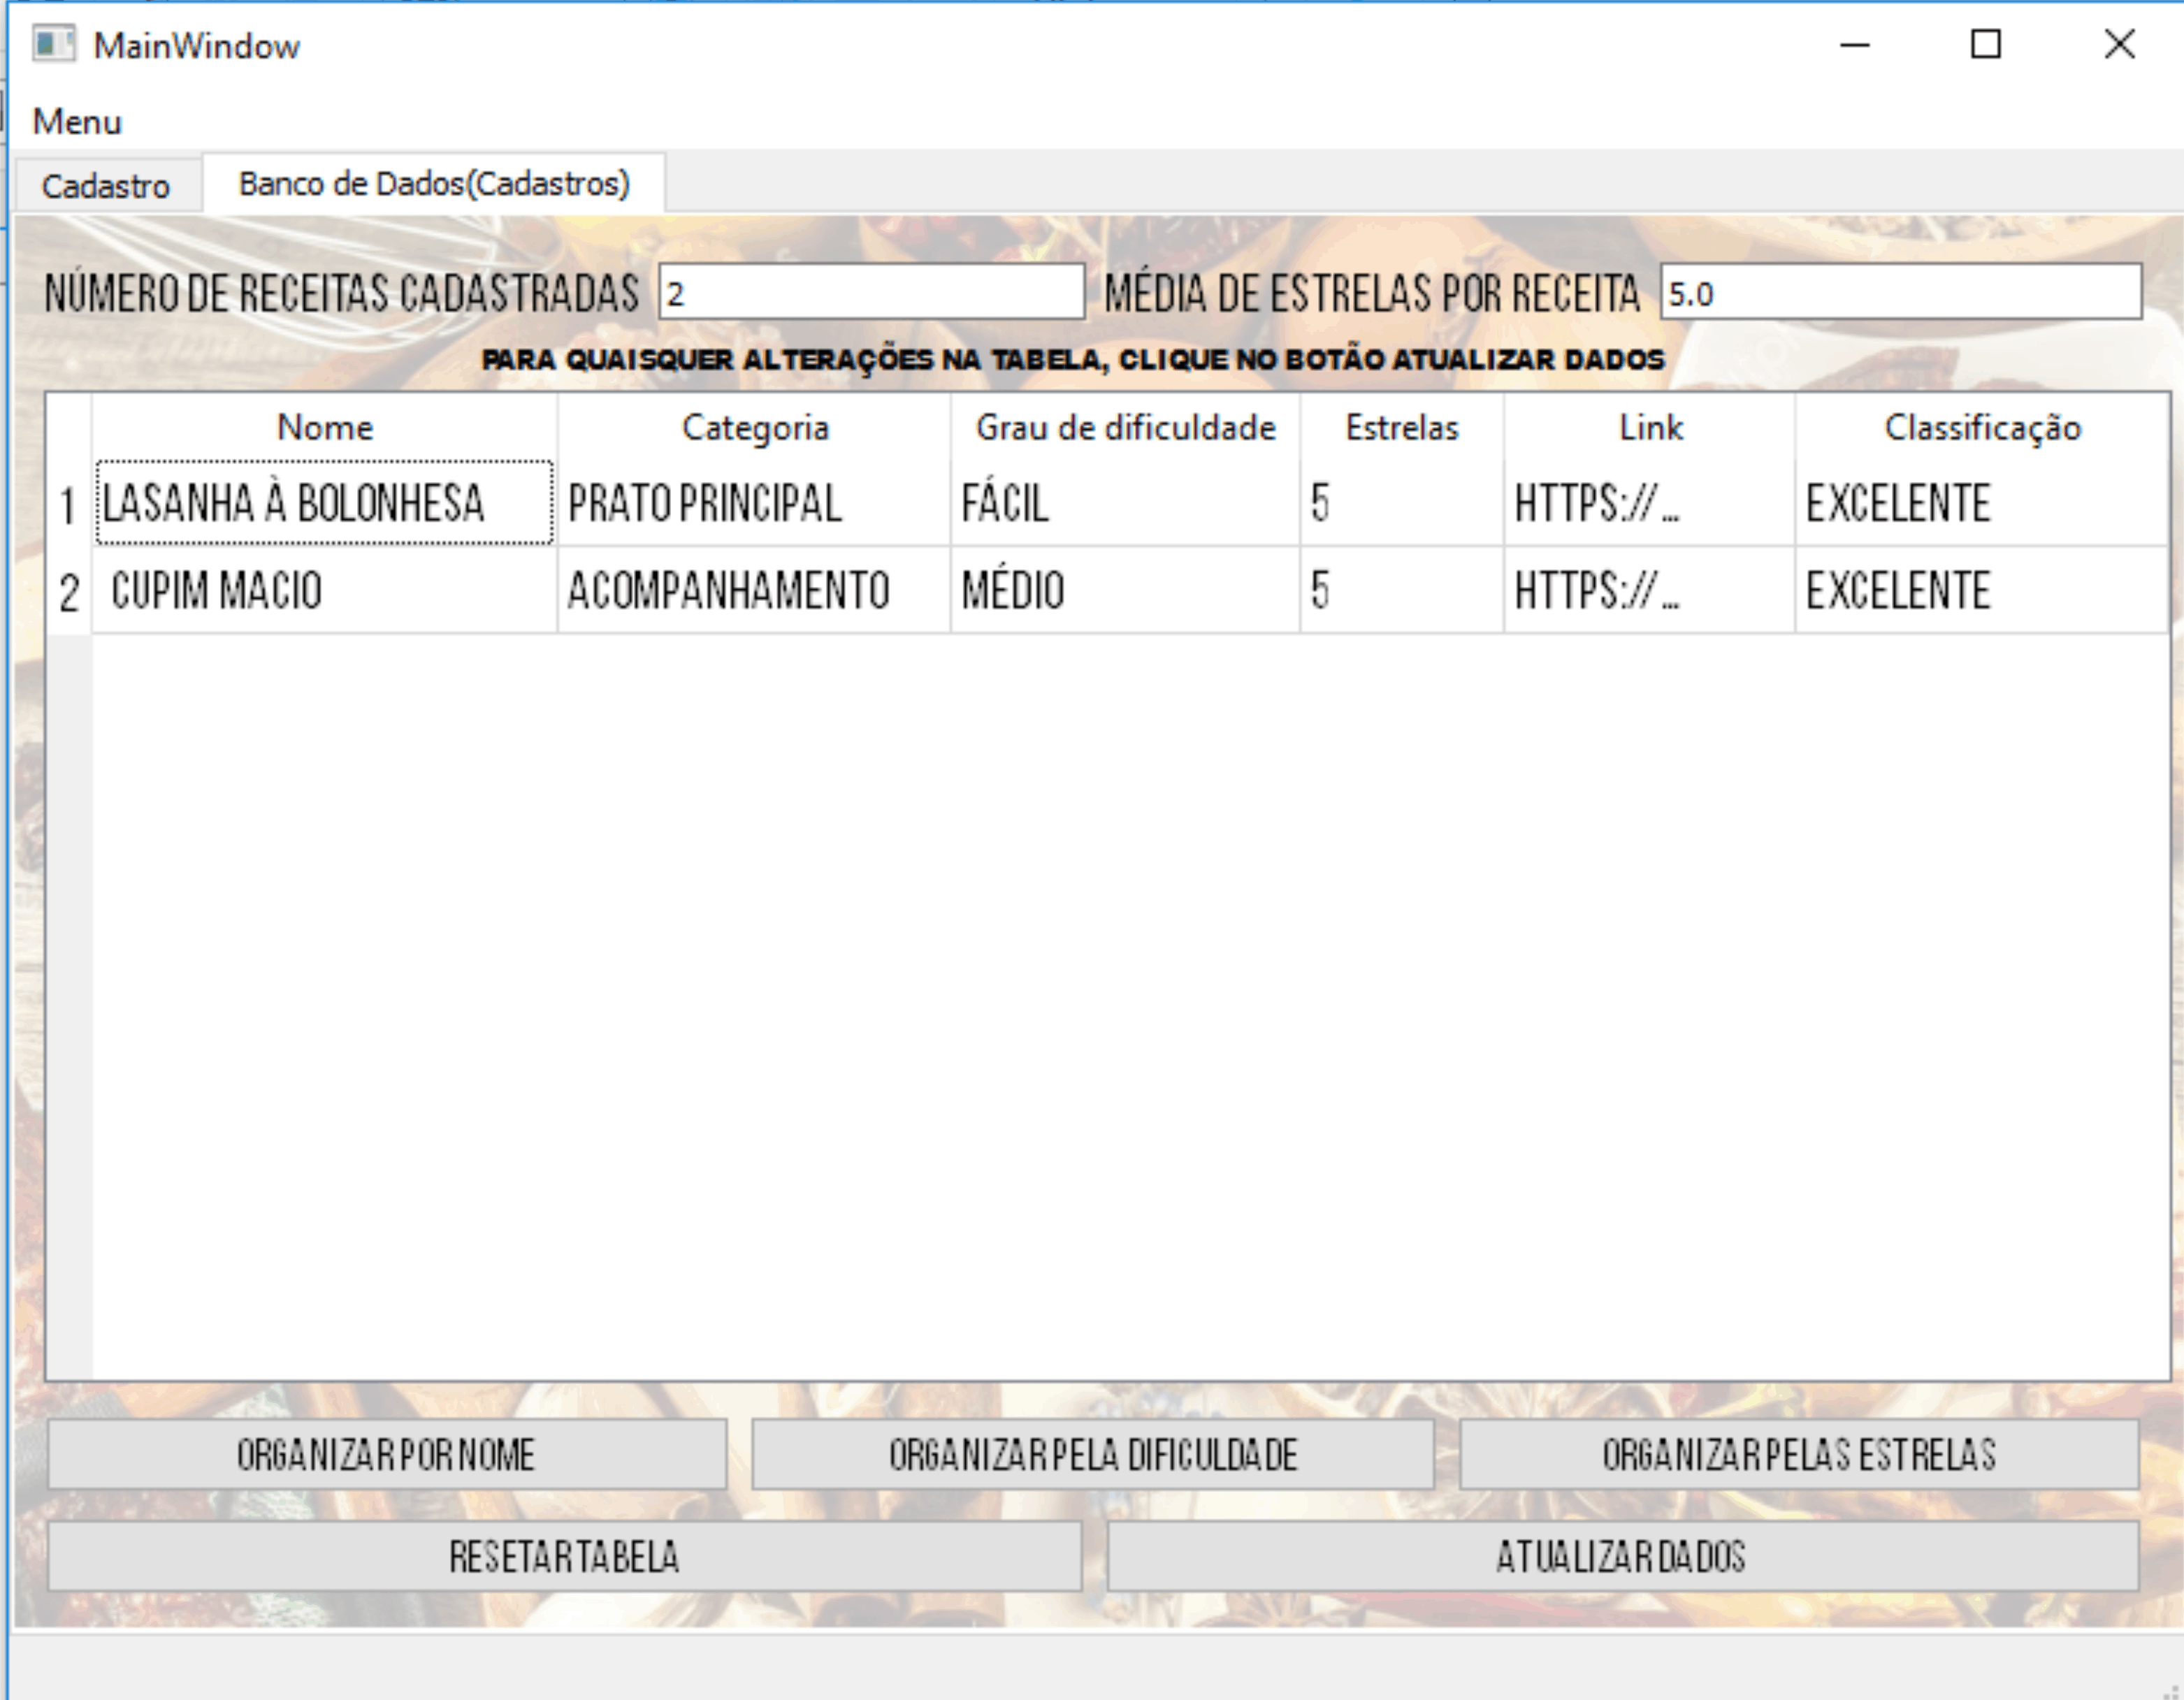 MainWindow
Menu
Cadastro Banco de Dados(Cadastros)
NÚMERO DE RECEITAS CADASTRADAS 2 MÉDIA DE ESTRELAS POR RECEITA 5.0
PARA QUAISQUER ALTERAÇÕES NA TABELA, CLIQUE NO BOTÃO ATUALIZAR DADOS
Nome Categoria Grau de dificuldade Estrelas Link Classificação
1 LASANHA À BOLONHESA PRATO PRINCIPAL FÁCIL 5 HTTPS:// ... EXCELENTE
2 CUPIM MACIO ACOMPANHAMENTO MÉDIO 5 HTTPS:// ... EXCELENTE
ORGANIZAR POR NOME ORGANIZAR PELA DIFICULDADE ORGANIZAR PELAS ESTRELAS
RESETAR TABELA ATUALIZAR DADOS